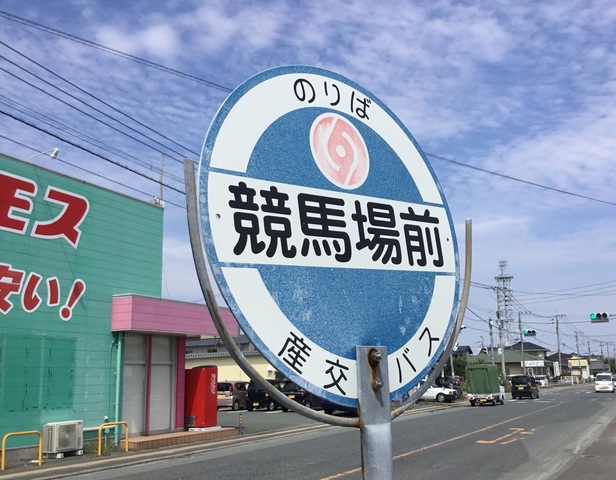 のりば
競馬場前
産交バス
モス
安い!